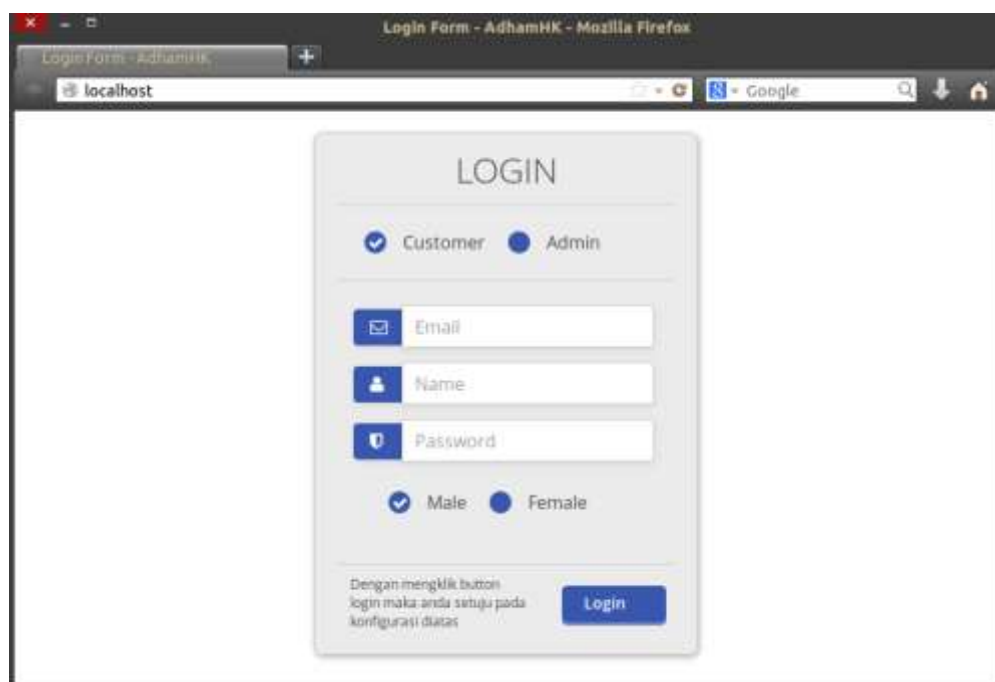 Login Form - AdhamHK - Mozilla Firefox
Login Form - AdhamHK
localhost
Google
LOGIN
Customer Admin
Email
Name
Password
Male Female
Dengan mengklik button
login maka anda setuju pada
konfigurasi diatas
Login